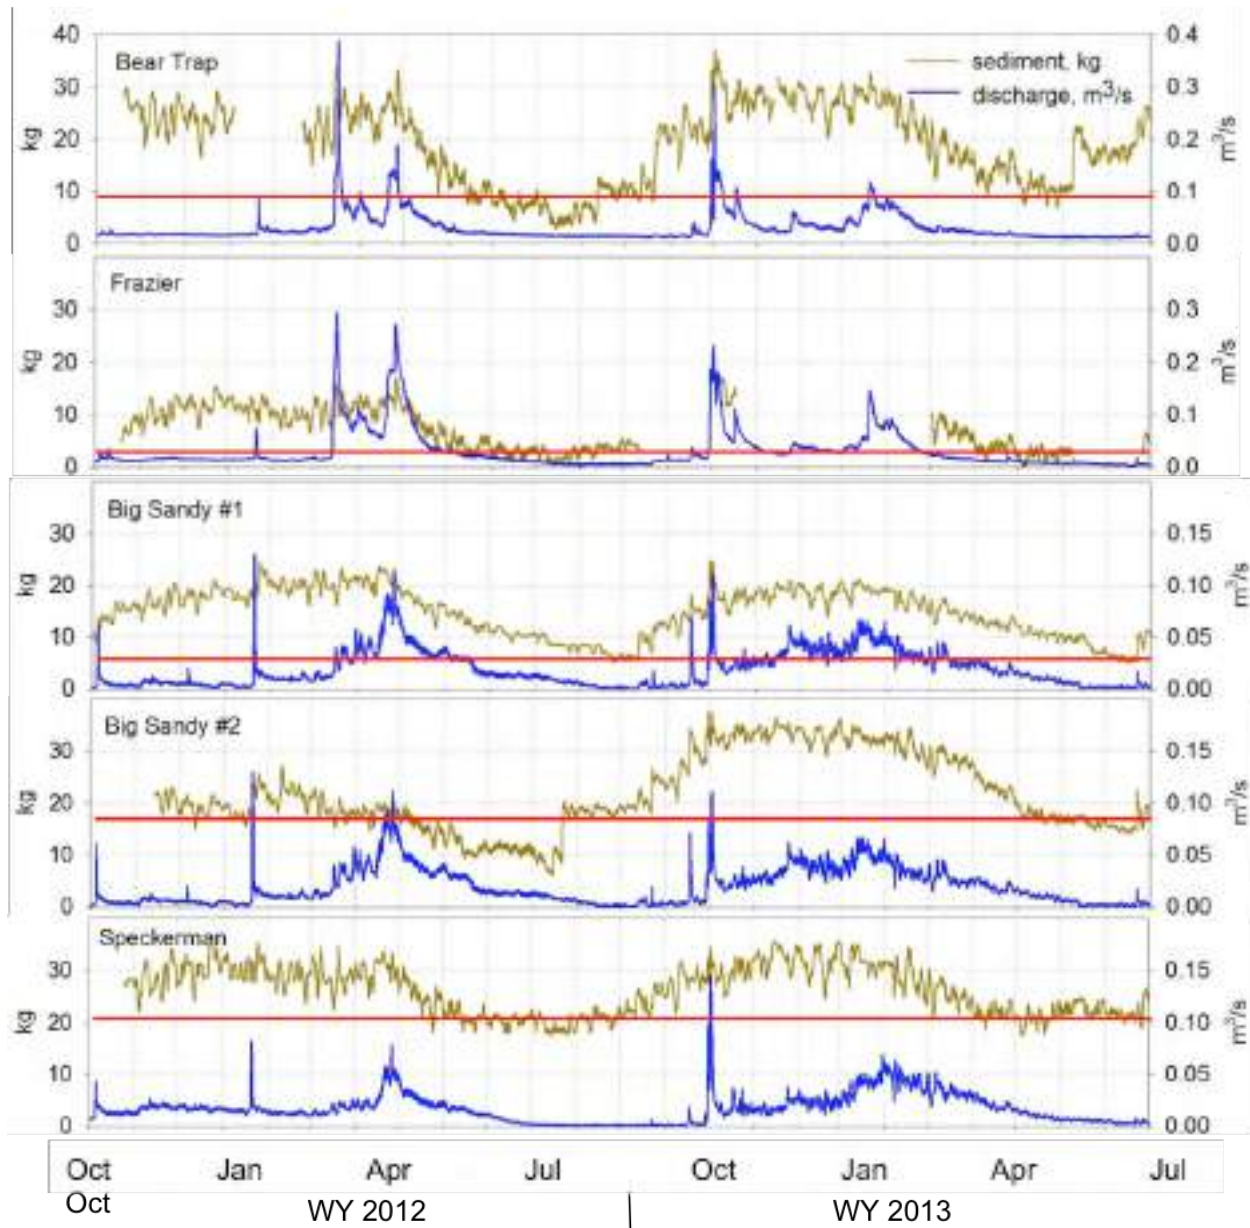 40 0.4
Bear Trap sediment, kg
30 0.3
discharge, m³/s
kg 20 0.2 m³/s
10 0.1
0 0.0
Frazier
30 0.3
kg 20 0.2 m³/s
10 0.1
0 0.0
Big Sandy #1
30 0.15
kg 20 0.10 m³/s
10 0.05
0 0.00
Big Sandy #2
30 0.15
kg 20 0.10 m³/s
10 0.05
0 0.00
Speckerman
30 0.15
kg 20 0.10 m³/s
10 0.05
0 0.00
Oct Jan Apr Jul Oct Jan Apr Jul
Oct WY 2012 WY 2013